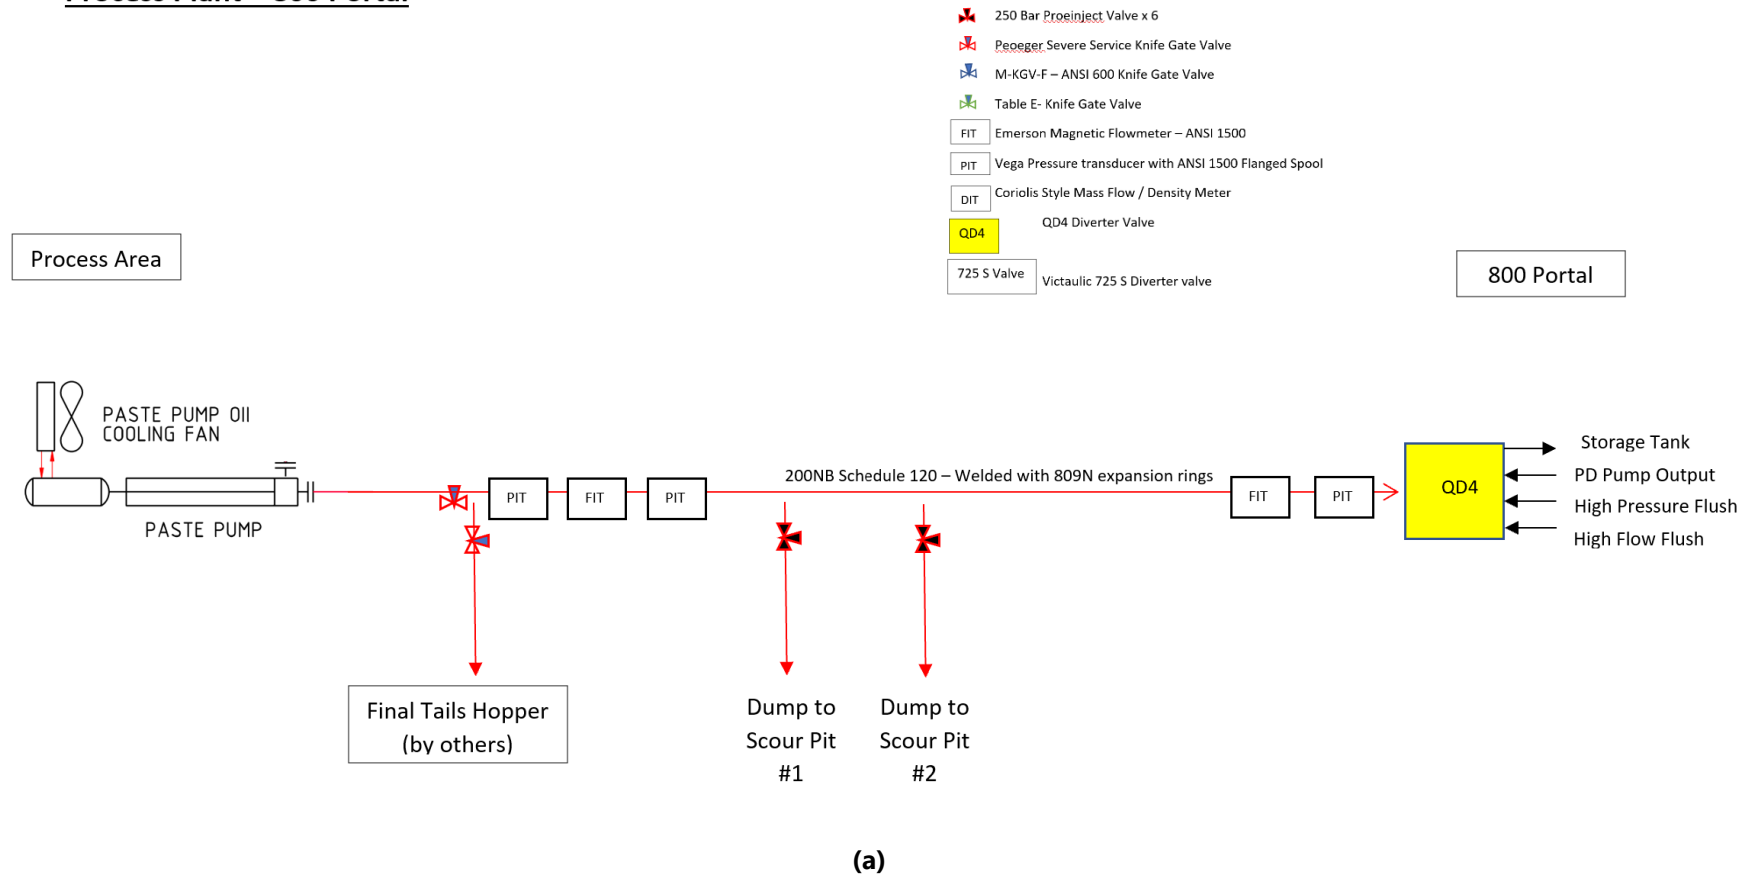 Process Plant – 800 Portal
250 Bar Proeinject Valve x 6
Peoeger Severe Service Knife Gate Valve
M-KGV-F – ANSI 600 Knife Gate Valve
Table E- Knife Gate Valve
FIT Emerson Magnetic Flowmeter – ANSI 1500
PIT Vega Pressure transducer with ANSI 1500 Flanged Spool
DIT Coriolis Style Mass Flow / Density Meter
QD4 QD4 Diverter Valve
725 S Valve Victaulic 725 S Diverter valve
Process Area
800 Portal
PASTE PUMP OIl
COOLING FAN
PASTE PUMP
PIT
FIT
PIT
200NB Schedule 120 – Welded with 809N expansion rings
FIT
PIT
QD4
Storage Tank
PD Pump Output
High Pressure Flush
High Flow Flush
Final Tails Hopper
(by others)
Dump to
Scour Pit
#1
Dump to
Scour Pit
#2
(a)